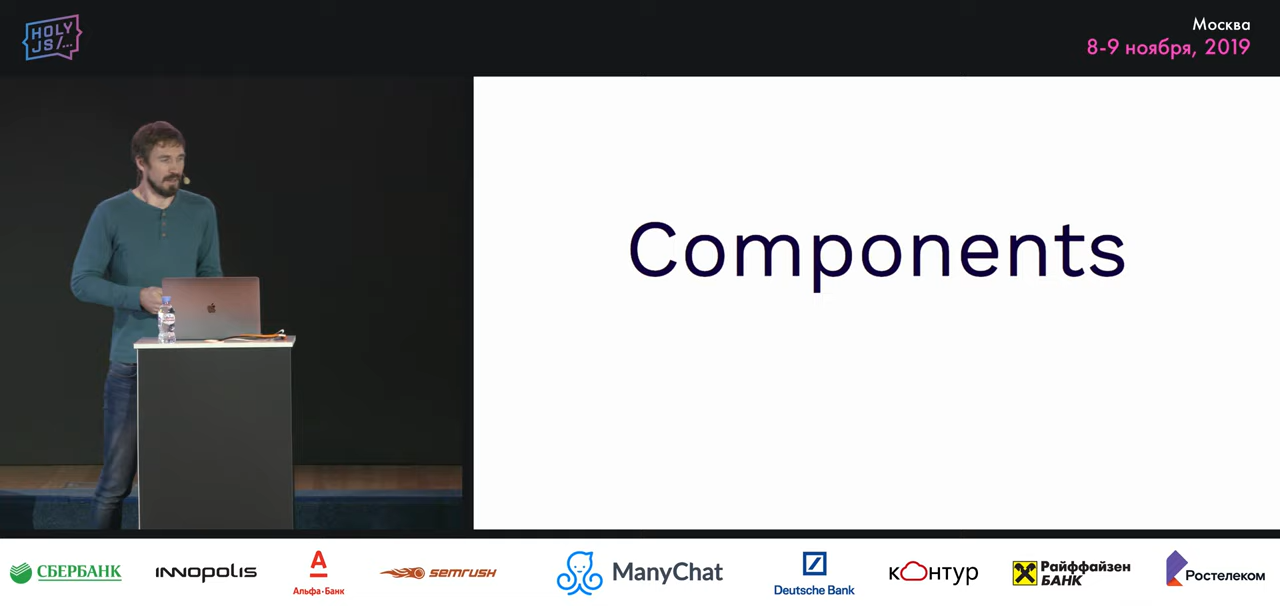 HOLY
JS/...
Москва
8-9 ноября, 2019
Components
СБЕРБАНК
INNOPOLIS
А
Альфа·Банк
semrush
ManyChat
Deutsche Bank
контур
Райффайзен
БАНК
Ростелеком